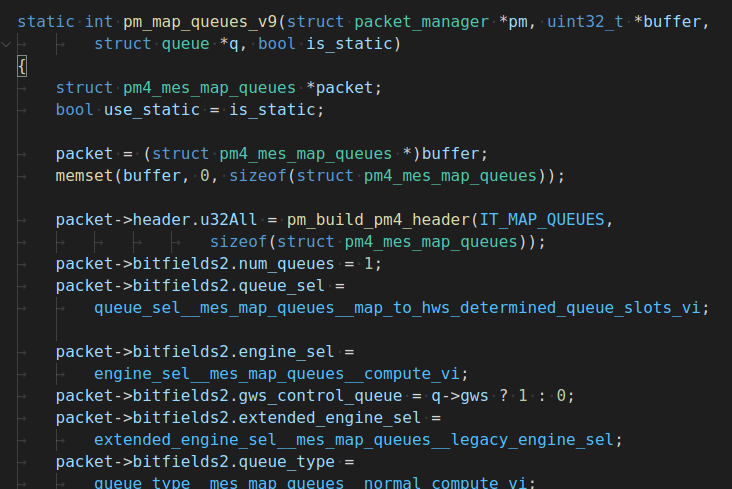 static int pm_map_queues_v9(struct packet_manager *pm, uint32_t *buffer,
struct queue *q, bool is_static)
{
struct pm4_mes_map_queues *packet;
bool use_static = is_static;
packet = (struct pm4_mes_map_queues *)buffer;
memset(buffer, 0, sizeof(struct pm4_mes_map_queues));
packet->header.u32All = pm_build_pm4_header(IT_MAP_QUEUES,
sizeof(struct pm4_mes_map_queues));
packet->bitfields2.num_queues = 1;
packet->bitfields2.queue_sel =
queue_sel__mes_map_queues__map_to_hws_determined_queue_slots_vi;
packet->bitfields2.engine_sel =
engine_sel__mes_map_queues__compute_vi;
packet->bitfields2.gws_control_queue = q->gws ? 1 : 0;
packet->bitfields2.extended_engine_sel =
extended_engine_sel__mes_map_queues__legacy_engine_sel;
packet->bitfields2.queue_type =
queue_type__mes_map_queues__normal_compute_vi;